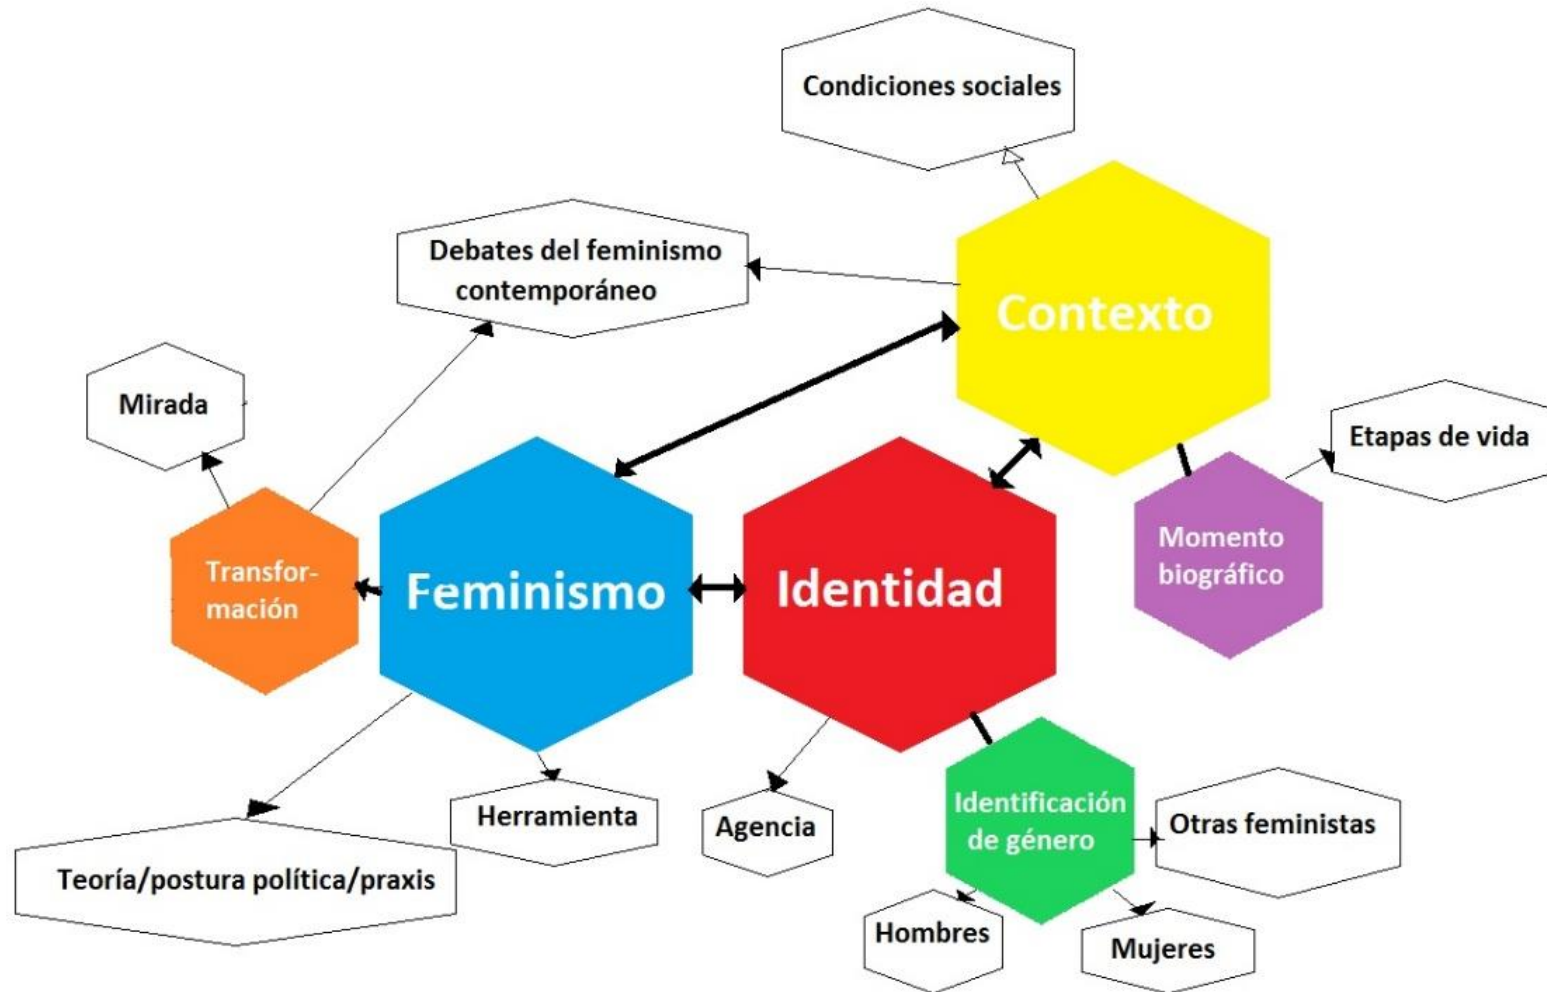 Condiciones sociales
Debates del feminismo
contemporáneo
Contexto
Mirada
Etapas de vida
Momento
biográfico
Transfor-
mación
Feminismo
Identidad
Herramienta
Agencia
Identificación
de género
Otras feministas
Teoría/postura política/praxis
Hombres
Mujeres